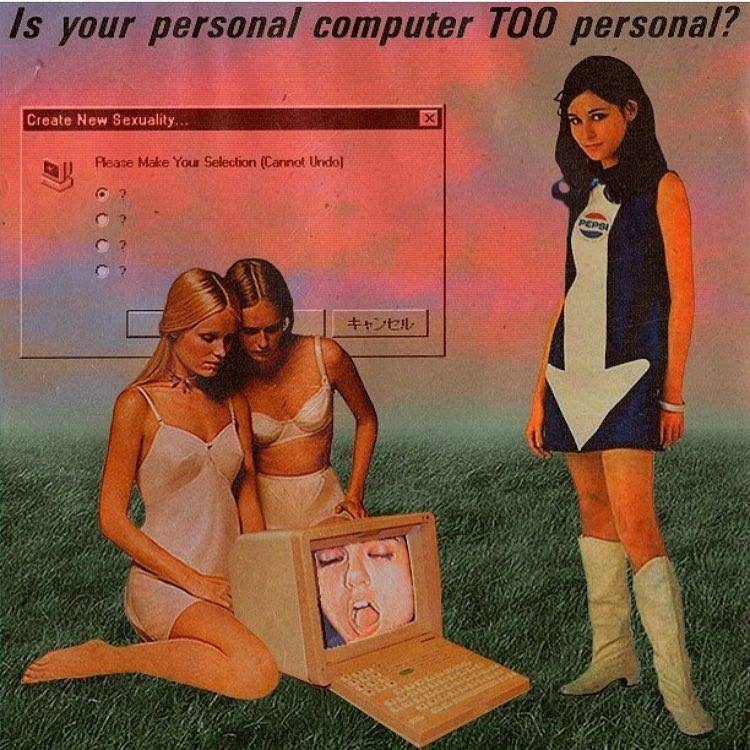 Is your personal computer TOO personal?
Create New Sexuality...
Please Make Your Selection (Cannot Undo)
?
?
?
?
キャンセル
PEPSI